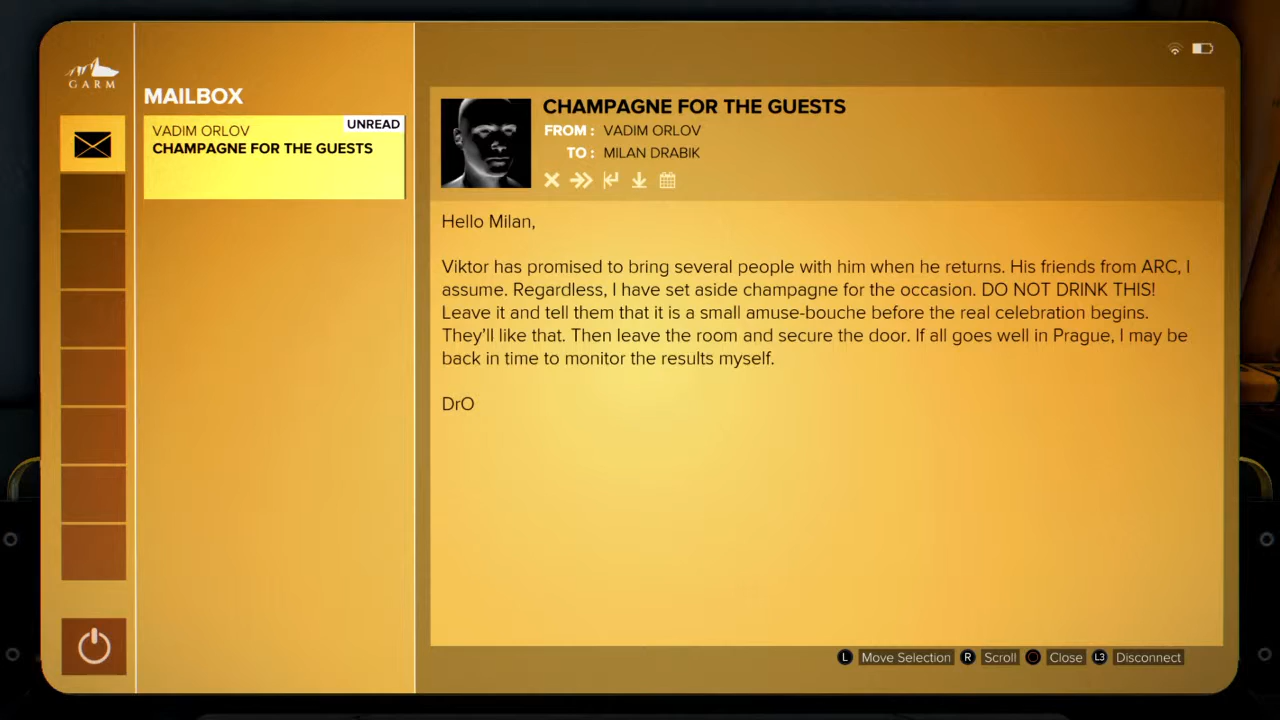 GARM
MAILBOX
VADIM ORLOV
UNREAD
CHAMPAGNE FOR THE GUESTS
CHAMPAGNE FOR THE GUESTS
FROM : VADIM ORLOV
TO : MILAN DRABIK
Hello Milan,
Viktor has promised to bring several people with him when he returns. His friends from ARC, I
assume. Regardless, I have set aside champagne for the occasion. DO NOT DRINK THIS!
Leave it and tell them that it is a small amuse-bouche before the real celebration begins.
They'll like that. Then leave the room and secure the door. If all goes well in Prague, I may be
back in time to monitor the results myself.
DrO
L Move Selection R Scroll Close L3 Disconnect